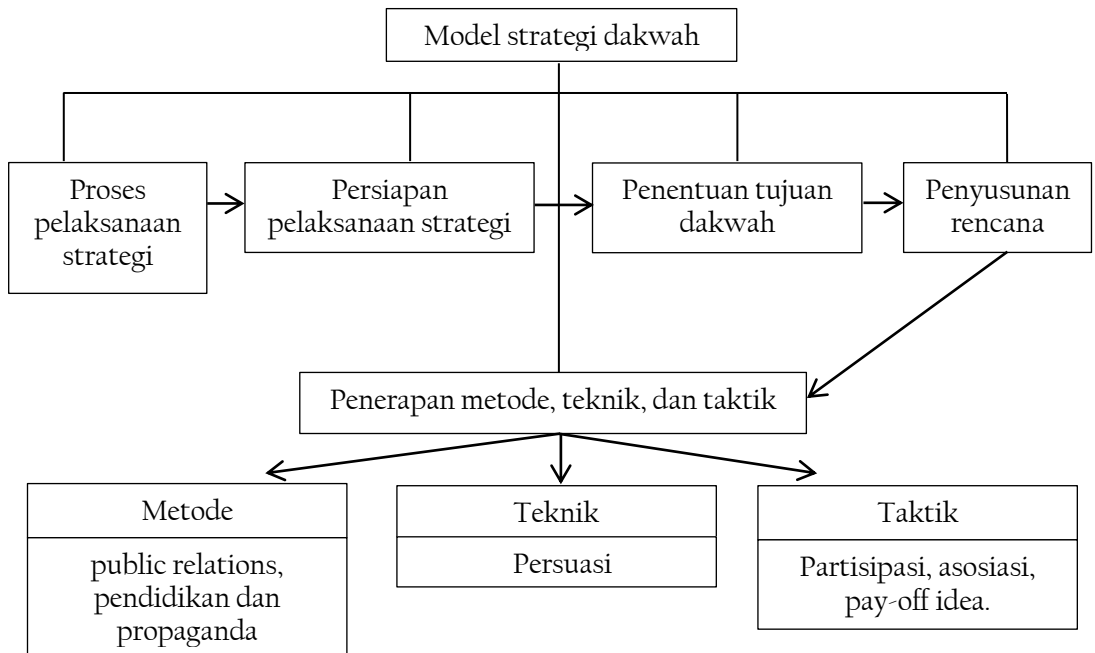 Model strategi dakwah
Proses
pelaksanaan
strategi
Persiapan
pelaksanaan strategi
Penentuan tujuan
dakwah
Penyusunan
rencana
Penerapan metode, teknik, dan taktik
Metode
public relations,
pendidikan dan
propaganda
Teknik
Persuasi
Taktik
Partisipasi, asosiasi,
pay-off idea.